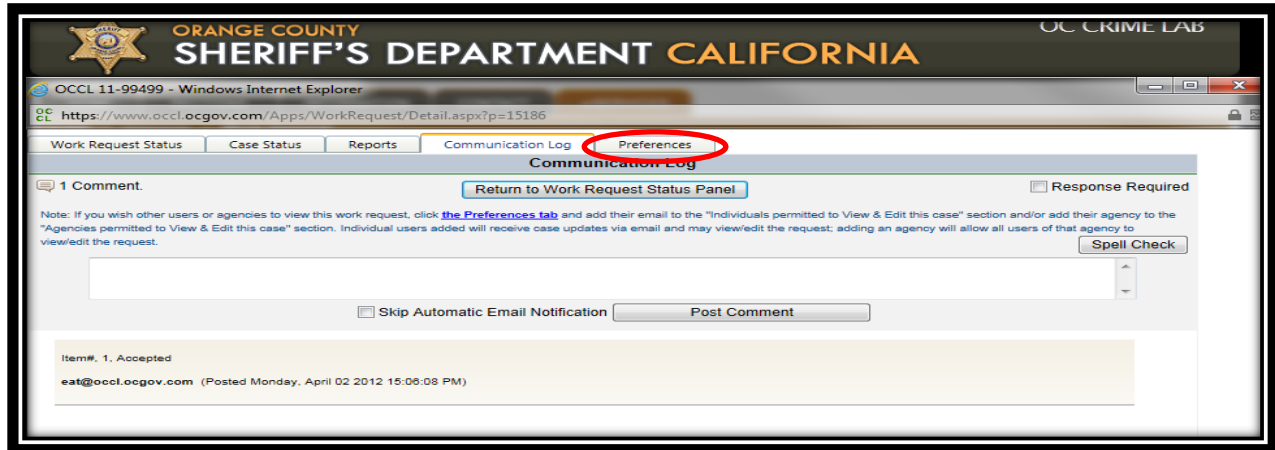 ORANGE COUNTY
OC CRIME LAB
SHERIFF'S DEPARTMENT CALIFORNIA
OCCL 11-99499 - Windows Internet Explorer
https://www.occl.ocgov.com/Apps/WorkRequest/Detail.aspx?p=15186
Work Request Status Case Status Reports Communication Log Preferences
Communication Log
1 Comment.
Return to Work Request Status Panel
Response Required
Note: If you wish other users or agencies to view this work request, click the Preferences tab and add their email to the "Individuals permitted to View & Edit this case" section and/or add their agency to the
"Agencies permitted to View & Edit this case" section. Individual users added will receive case updates via email and may view/edit the request; adding an agency will allow all users of that agency to
view/edit the request.
Spell Check
Skip Automatic Email Notification Post Comment
Item#, 1, Accepted
eat@occl.ocgov.com (Posted Monday, April 02 2012 15:06:08 PM)